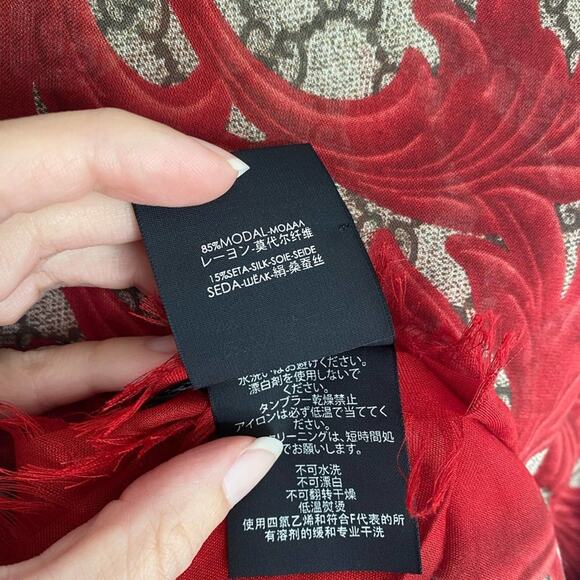 85%MODAL-МОДАЛ
レーヨン-莫代尔纤维
15%SETA-SILK-SOIE-SEIDE
SEDA-ШЁЛК-絹-桑蚕丝
水洗いはお避けください。
漂白剤を使用しないで
ください。
タンブラー乾燥禁止
アイロンは必ず低温で当ててく
ださい。
リーニングは、短時間処
でお願いします。
不可水洗
不可漂白
不可翻转干燥
低温熨烫
使用四氯乙烯和符合F代表的所
有溶剂的缓和专业干洗